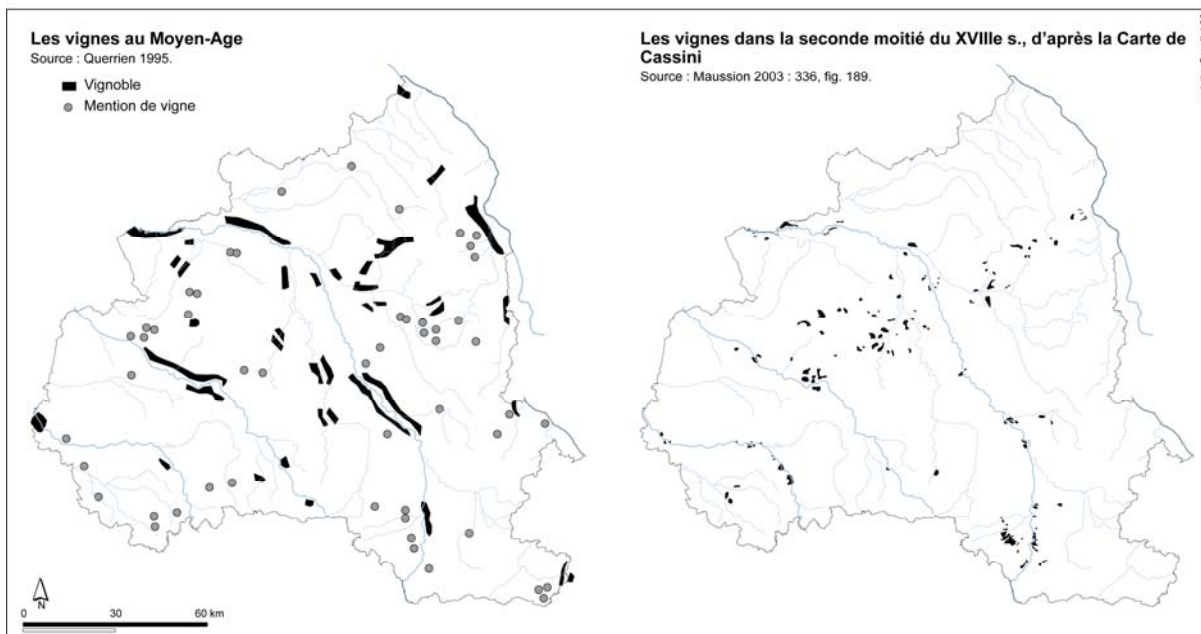 Les vignes au Moyen-Age
Source : Querrien 1995.
Vignoble
Mention de vigne
N
0 30 60 km
Les vignes dans la seconde moitié du XVIIIe s., d'après la Carte de
Cassini
Source : Maussion 2003 : 336, fig. 189.